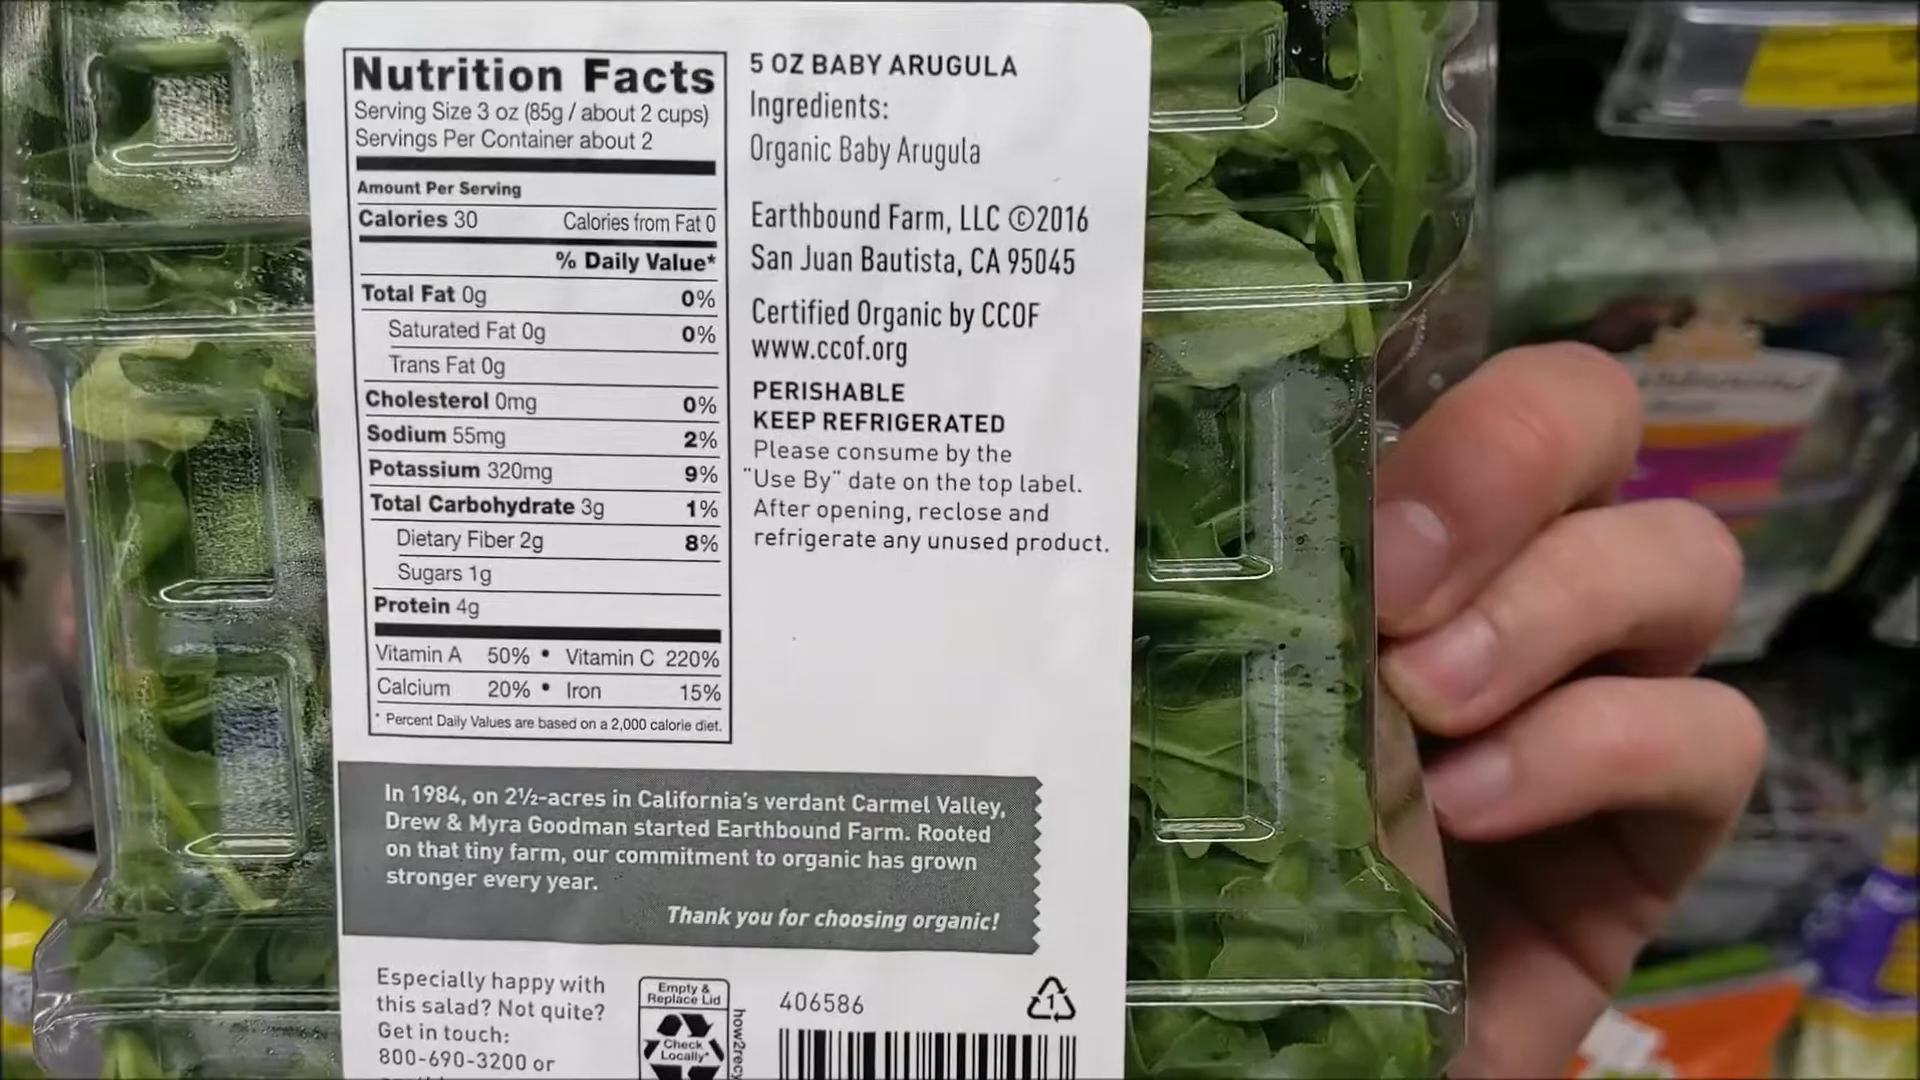 Nutrition Facts
Serving Size 3 oz (85g / about 2 cups)
Servings Per Container about 2
Amount Per Serving
Calories 30 Calories from Fat 0
% Daily Value*
Total Fat 0g 0%
Saturated Fat 0g 0%
Trans Fat 0g
Cholesterol 0mg 0%
Sodium 55mg 2%
Potassium 320mg 9%
Total Carbohydrate 3g 1%
Dietary Fiber 2g 8%
Sugars 1g
Protein 4g
Vitamin A 50% • Vitamin C 220%
Calcium 20% • Iron 15%
* Percent Daily Values are based on a 2,000 calorie diet.
5 OZ BABY ARUGULA
Ingredients:
Organic Baby Arugula
Earthbound Farm, LLC ©2016
San Juan Bautista, CA 95045
Certified Organic by CCOF
www.ccof.org
PERISHABLE
KEEP REFRIGERATED
Please consume by the
"Use By" date on the top label.
After opening, reclose and
refrigerate any unused product.
In 1984, on 2½-acres in California's verdant Carmel Valley,
Drew & Myra Goodman started Earthbound Farm. Rooted
on that tiny farm, our commitment to organic has grown
stronger every year.
Thank you for choosing organic!
Especially happy with
this salad? Not quite?
Get in touch:
800-690-3200 or
Empty &
Replace Lid
Check
Locally*
how2recy
406586
1